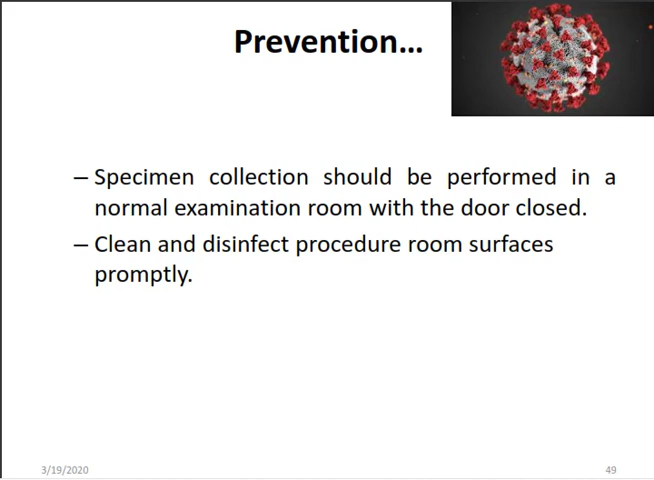 Prevention…
– Specimen collection should be performed in a
normal examination room with the door closed.
– Clean and disinfect procedure room surfaces
promptly.
3/19/2020
49